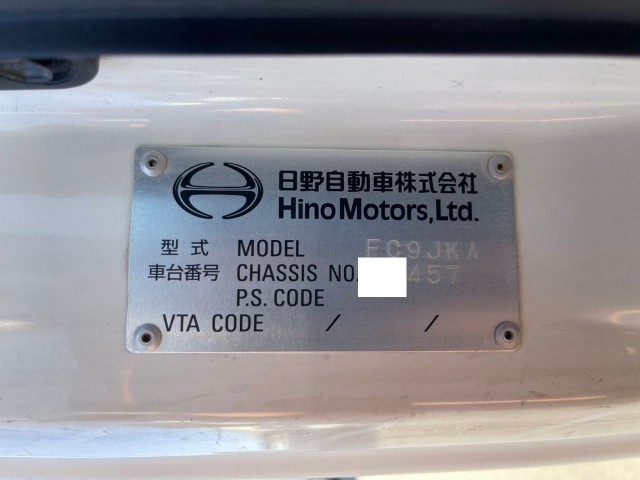 日野自動車株式会社
Hino Motors, Ltd.
型式 MODEL FC9JKA
車台番号 CHASSIS NO. 457
P.S. CODE
VTA CODE / /